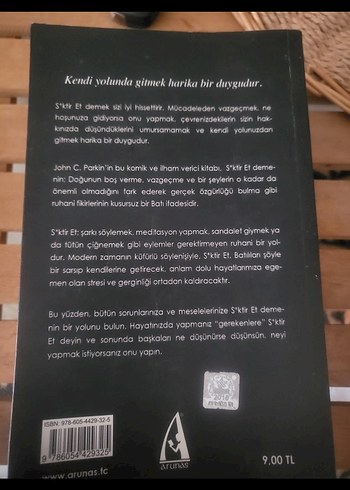 Kendi yolunda gitmek harika bir duygudur.
S*ktir Et demek sizi iyi hissettirir. Mücadeleden vazgeçmek, ne
hoşunuza gidiyorsa onu yapmak, çevrenizdekilerin sizin hak-
kınızda düşündüklerini umursamamak ve kendi yolunuzdan
gitmek harika bir duygudur.
John C. Parkin'in bu komik ve ilham verici kitabı, S*ktir Et deme-
nin; Doğunun boş verme, vazgeçme ve bir şeylerin o kadar da
önemli olmadığını fark ederek gerçek özgürlüğü bulma gibi
ruhani fikirlerinin kusursuz bir Batı ifadesidir.
S*ktir Et; şarkı söylemek, meditasyon yapmak, sandalet giymek ya
da tütün çiğnemek gibi eylemler gerektirmeyen ruhani bir yol-
dur. Modern zamanın küfürlü söylenişiyle, S*ktir Et, Batılıları şöyle
bir sarsıp kendilerine getirecek, anlam dolu hayatlarımıza ege-
men olan stresi ve gerginliği ortadan kaldıracaktır.
Bu yüzden, bütün sorunlarınıza ve meselelerinize S*ktir Et deme-
nin bir yolunu bulun. Hayatınızda yapmanız "gerekenlere" S*ktir
Et deyin ve sonunda başkaları ne düşünürse düşünsün, neyi
yapmak istiyorsanız onu yapın.
ISBN: 978-605-4429-32-5
9 786054 429325
www.arunas.tc
arunas
9,00 TL